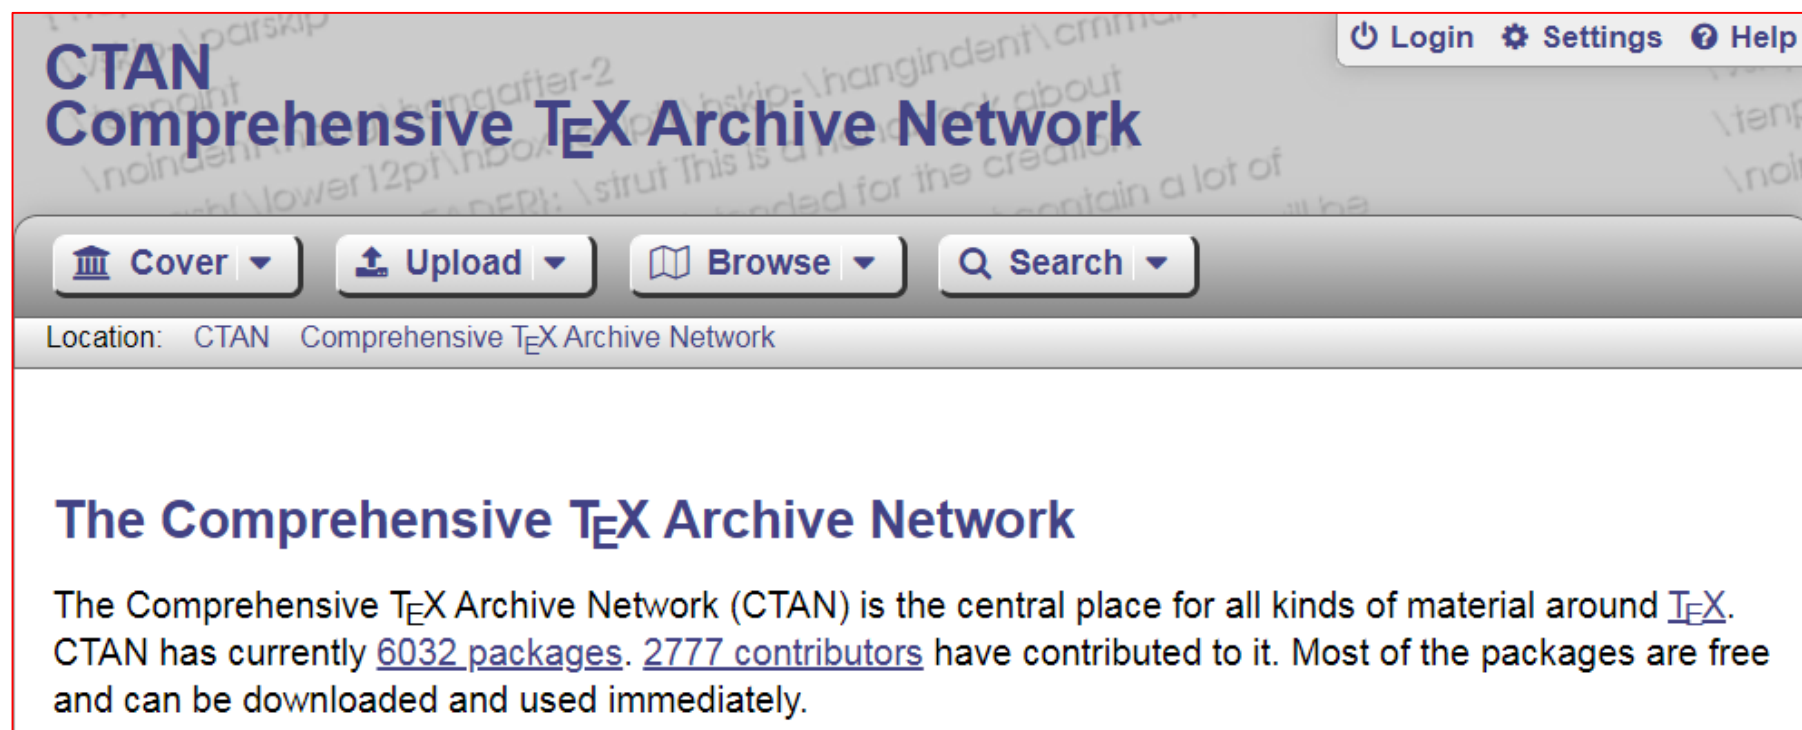 CTAN
Comprehensive TEX Archive Network
Login Settings Help
Cover Upload Browse Search
Location: CTAN Comprehensive TEX Archive Network
The Comprehensive TEX Archive Network
The Comprehensive TEX Archive Network (CTAN) is the central place for all kinds of material around TEX.
CTAN has currently 6032 packages. 2777 contributors have contributed to it. Most of the packages are free
and can be downloaded and used immediately.